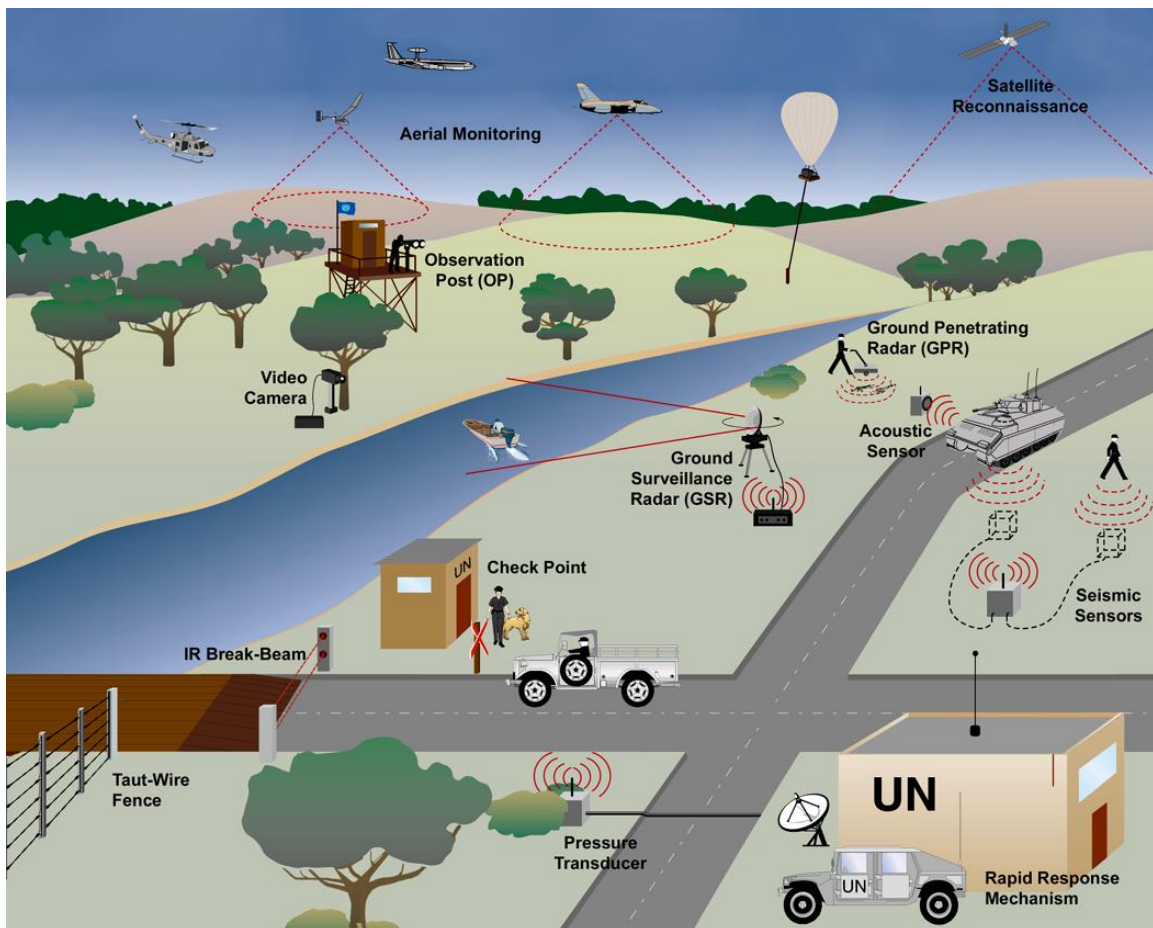 Satellite
Reconnaissance
Aerial Monitoring
Observation
Post (OP)
Ground Penetrating
Radar (GPR)
Video
Camera
Acoustic
Sensor
Ground
Surveillance
Radar (GSR)
UN
Check Point
Seismic
Sensors
IR Break-Beam
Taut-Wire
Fence
UN
Pressure
Transducer
UN
Rapid Response
Mechanism